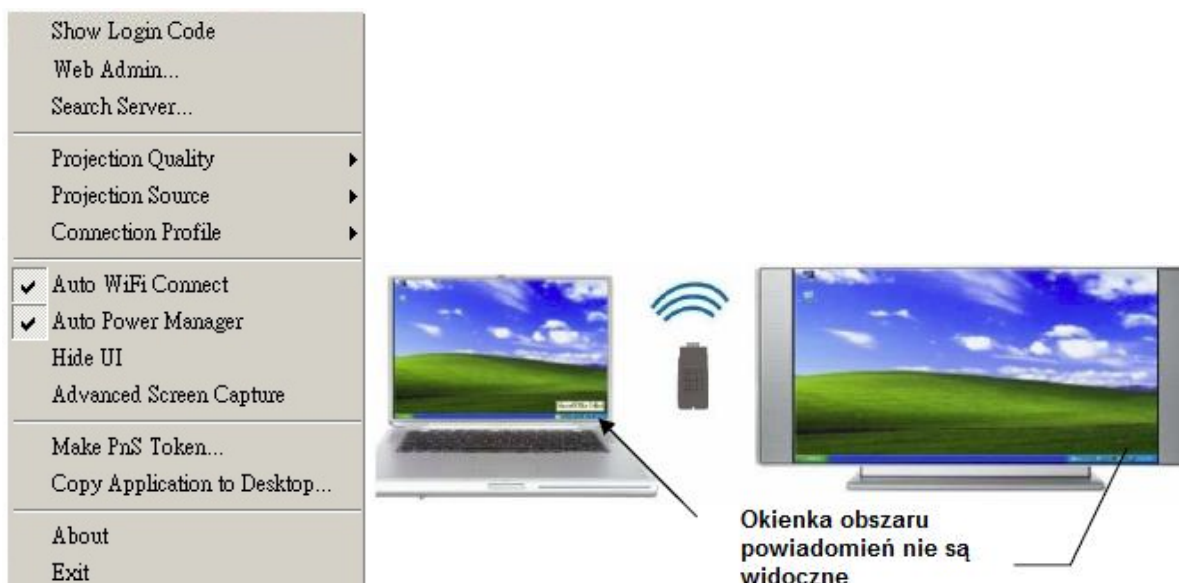 Show Login Code
Web Admin...
Search Server...
Projection Quality
Projection Source
Connection Profile
Auto WiFi Connect
Auto Power Manager
Hide UI
Advanced Screen Capture
Make PnS Token...
Copy Application to Desktop...
About
Exit
Okienka obszaru
powiadomień nie są
widoczne